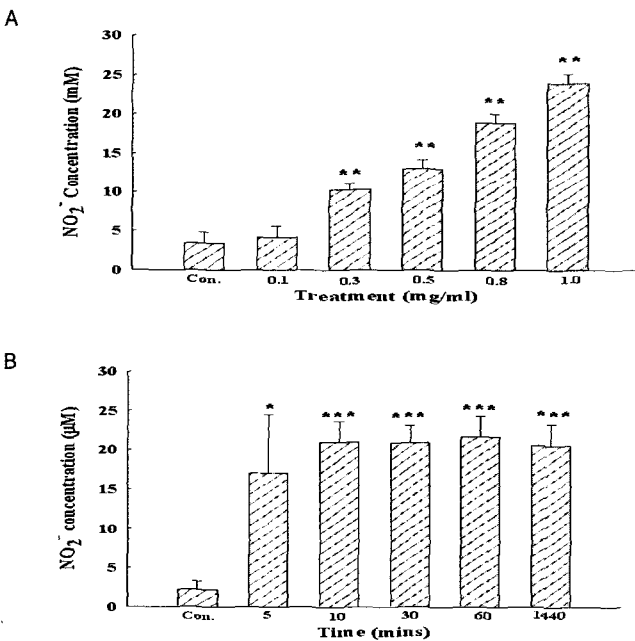 A
30
25
20
15
10
5
0
NO₂⁻ Concentration (mM)
** ** ** **
Con. 0.1 0.3 0.5 0.8 1.0
Treatment (mg/ml)
B
30
25
20
15
10
5
0
NO₂⁻ concentration (μM)
* *** *** *** ***
Con. 5 10 30 60 1440
Time (mins)